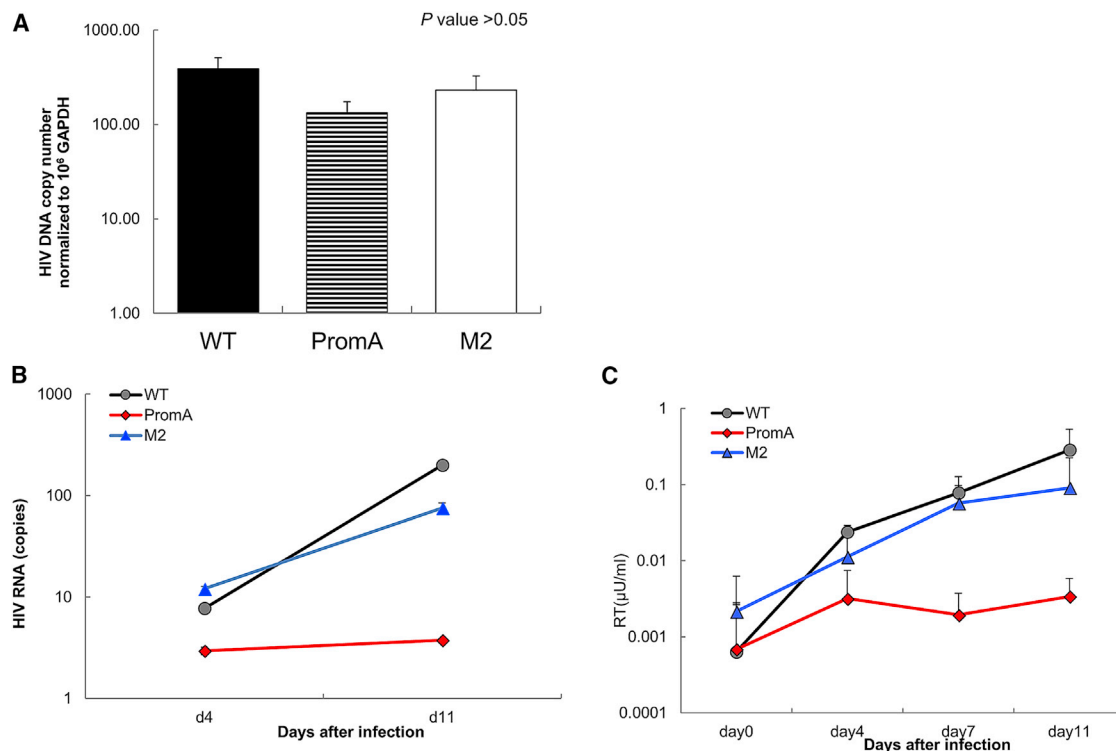 A
P value >0.05
HIV DNA copy number
normalized to 10⁶ GAPDH
1000.00
100.00
10.00
1.00
WT
PromA
M2
B
HIV RNA (copies)
1000
100
10
1
WT
PromA
M2
d4
d11
Days after infection
C
RT(μU/ml)
1
0.1
0.01
0.001
0.0001
WT
PromA
M2
day0
day4
day7
day11
Days after infection